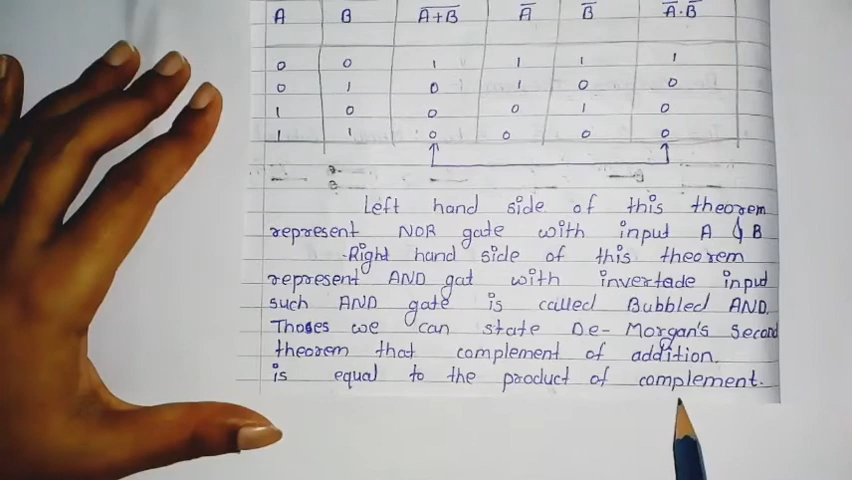 A B A̅+̅B̅ A̅ B̅ A̅·B̅
0 0 1 1 1 1
0 1 0 1 0 0
1 0 0 0 1 0
1 1 0 0 0 0
Left hand side of this theorem
represent NOR gate with input A & B
Right hand side of this theorem
represent AND gat with invertade input
such AND gate is called Bubbled AND.
Thoses we can state De-Morgan's second
theorem that complement of addition.
is equal to the product of complement.